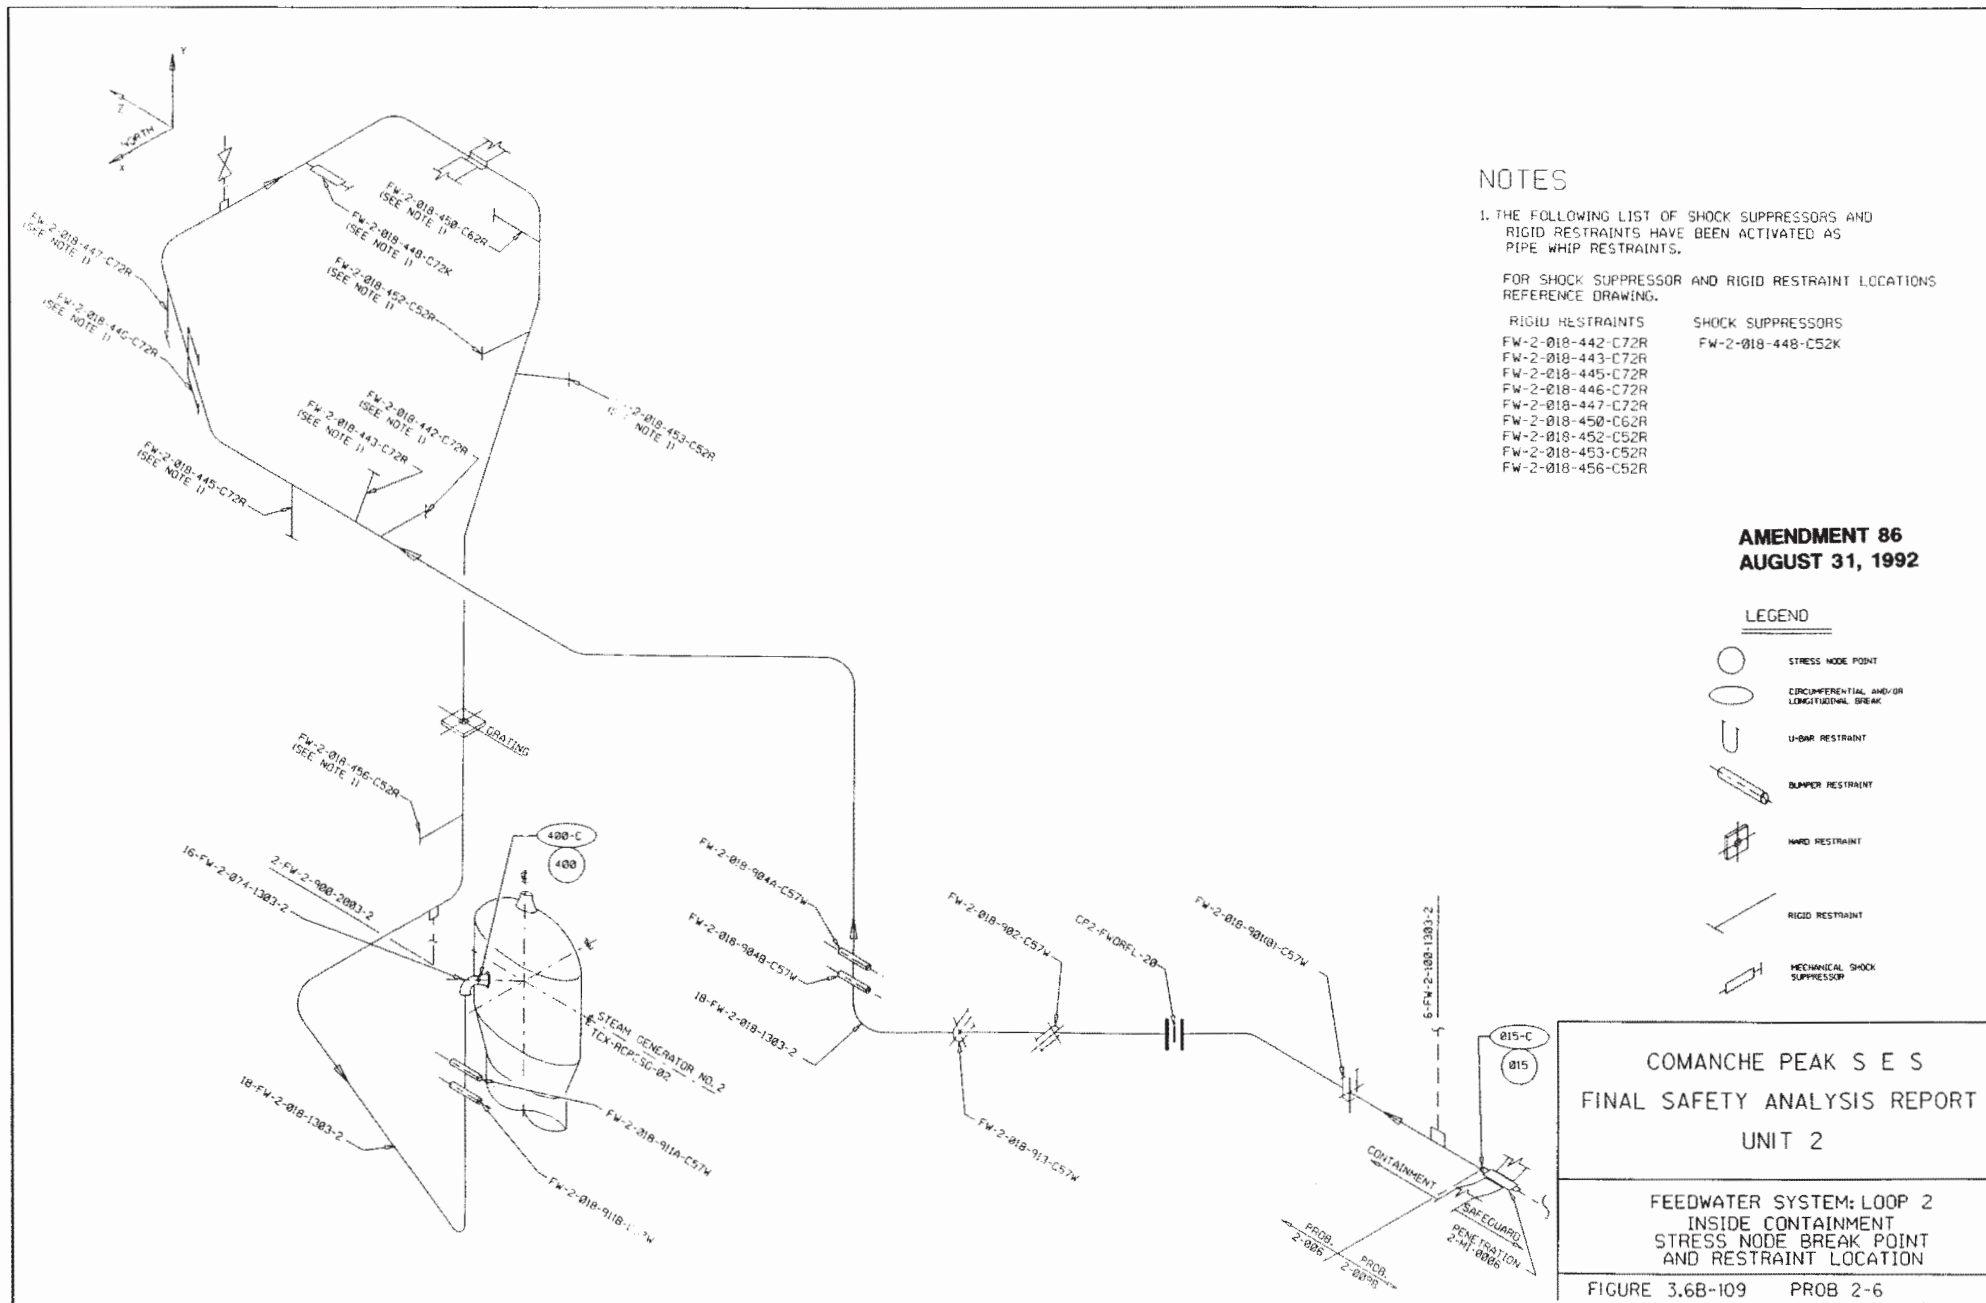 Y
Z
NORTH
X
FW-2-018-450-C62R
(SEE NOTE 1)
FW-2-018-448-C72K
(SEE NOTE 1)
FW-2-018-447-C72R
(SEE NOTE 1)
FW-2-018-452-C52R
(SEE NOTE 1)
FW-2-018-446-C72R
(SEE NOTE 1)
FW-2-018-442-C72R
(SEE NOTE 1)
FW-2-018-443-C72R
(SEE NOTE 1)
-2-018-453-C52R
NOTE 1)
FW-2-018-445-C72R
(SEE NOTE 1)
GRATING
FW-2-018-456-C52R
(SEE NOTE 1)
400-C
400
16-FW-2-074-1303-2
2-FW-2-900-2003-2
STEAM GENERATOR NO. 2
18-FW-2-018-1303-2
FW-2-018-911A-C57W
FW-2-018-911B-
FW-2-018-904A-C57W
FW-2-018-904B-C57W
18-FW-2-018-1303-2
FW-2-018-902-C57W
CP2-FWORFL-20
FW-2-018-913-C57W
6-FW-2-100-1303-2
015-C
015
CONTAINMENT
SAFEGUARD
PENETRATION
2-MI-0006
PROB.
2-006
PROB.
NOTES
1. THE FOLLOWING LIST OF SHOCK SUPPRESSORS AND
RIGID RESTRAINTS HAVE BEEN ACTIVATED AS
PIPE WHIP RESTRAINTS.
FOR SHOCK SUPPRESSOR AND RIGID RESTRAINT LOCATIONS
REFERENCE DRAWING.
RIGID RESTRAINTS SHOCK SUPPRESSORS
FW-2-018-442-C72R FW-2-018-448-C52K
FW-2-018-443-C72R
FW-2-018-445-C72R
FW-2-018-446-C72R
FW-2-018-447-C72R
FW-2-018-450-C62R
FW-2-018-452-C52R
FW-2-018-453-C52R
FW-2-018-456-C52R
AMENDMENT 86
AUGUST 31, 1992
LEGEND
STRESS NODE POINT
CIRCUMFERENTIAL AND/OR
LONGITUDINAL BREAK
U-BAR RESTRAINT
BUMPER RESTRAINT
HARD RESTRAINT
RIGID RESTRAINT
MECHANICAL SHOCK
SUPPRESSOR
COMANCHE PEAK S E S
FINAL SAFETY ANALYSIS REPORT
UNIT 2
FEEDWATER SYSTEM: LOOP 2
INSIDE CONTAINMENT
STRESS NODE BREAK POINT
AND RESTRAINT LOCATION
FIGURE 3.6B-109 PROB 2-6